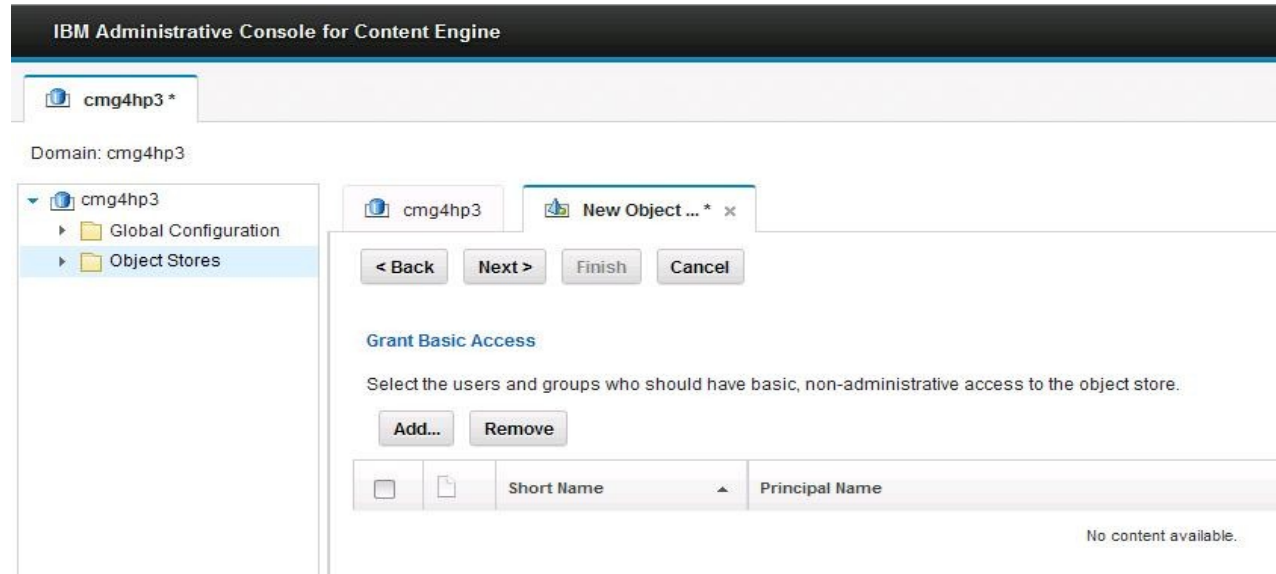 IBM Administrative Console for Content Engine
cmg4hp3 *
Domain: cmg4hp3
cmg4hp3
Global Configuration
Object Stores
cmg4hp3
New Object ... *
< Back Next > Finish Cancel
Grant Basic Access
Select the users and groups who should have basic, non-administrative access to the object store.
Add... Remove
Short Name Principal Name
No content available.